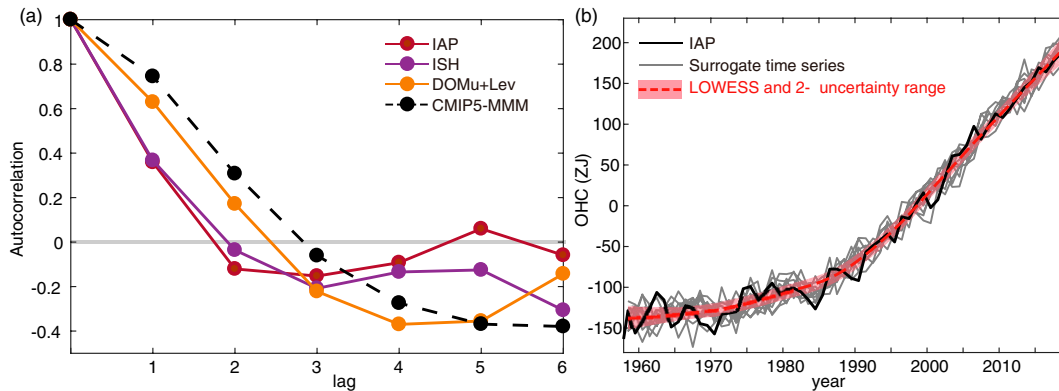 (a)
1
0.8
0.6
0.4
0.2
0
-0.2
-0.4
Autocorrelation
1 2 3 4 5 6
lag
IAP
ISH
DOMu+Lev
CMIP5-MMM
(b)
200
150
100
50
0
-50
-100
-150
OHC (ZJ)
1960 1970 1980 1990 2000 2010
year
IAP
Surrogate time series
LOWESS and 2- uncertainty range